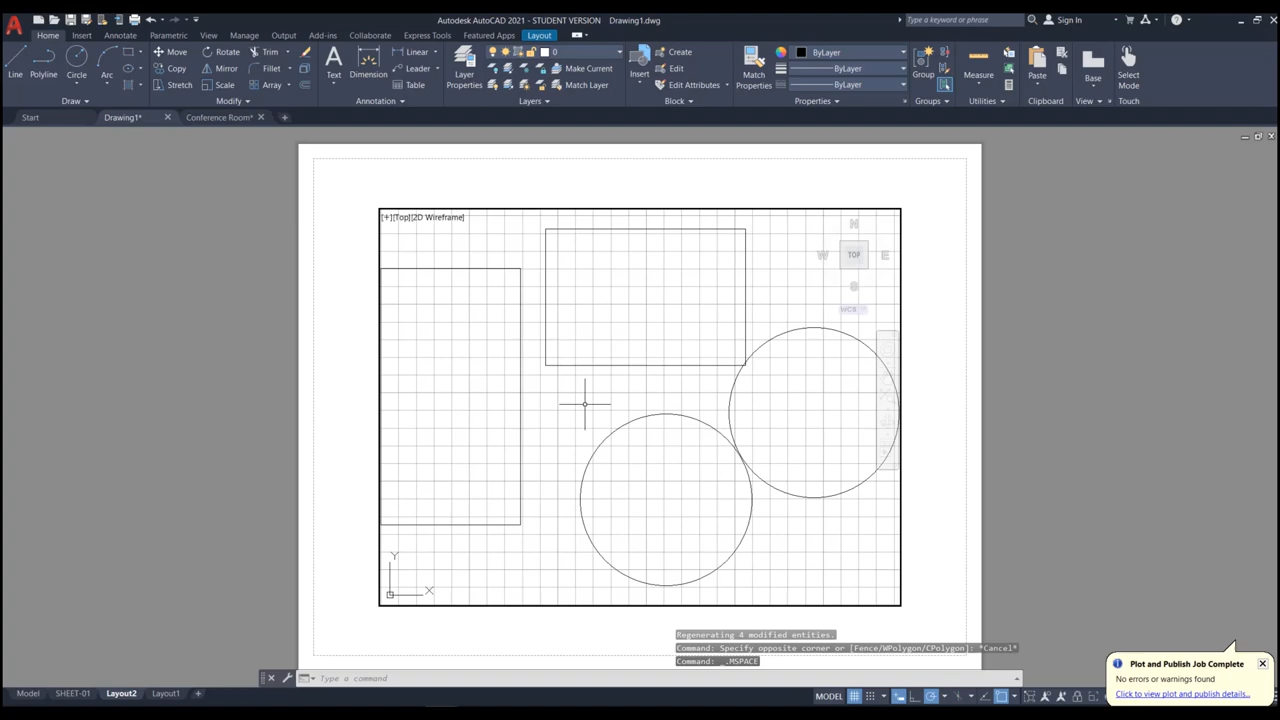 Autodesk AutoCAD 2021 - STUDENT VERSION Drawing1.dwg
Type a keyword or phrase
Sign In
Home Insert Annotate Parametric View Manage Output Add-ins Collaborate Express Tools Featured Apps Layout
Line Polyline Circle Arc
Move Rotate Trim
Copy Mirror Fillet
Stretch Scale Array
Text Dimension
Linear
Leader
Table
Layer Properties
0
Make Current
Match Layer
Insert
Create
Edit
Edit Attributes
Match Properties
ByLayer
ByLayer
ByLayer
Group Measure Paste Base Select Mode
Draw Modify Annotation Layers Block Properties Groups Utilities Clipboard View Touch
Start Drawing1* Conference Room*
[+][Top][2D Wireframe]
N
W TOP E
S
WCS
Y
X
Regenerating 4 modified entities.
Command: Specify opposite corner or [Fence/WPolygon/CPolygon]: *Cancel*
Command: _.MSPACE
Type a command
Plot and Publish Job Complete
No errors or warnings found
Click to view plot and publish details...
Model SHEET-01 Layout2 Layout1 +
MODEL